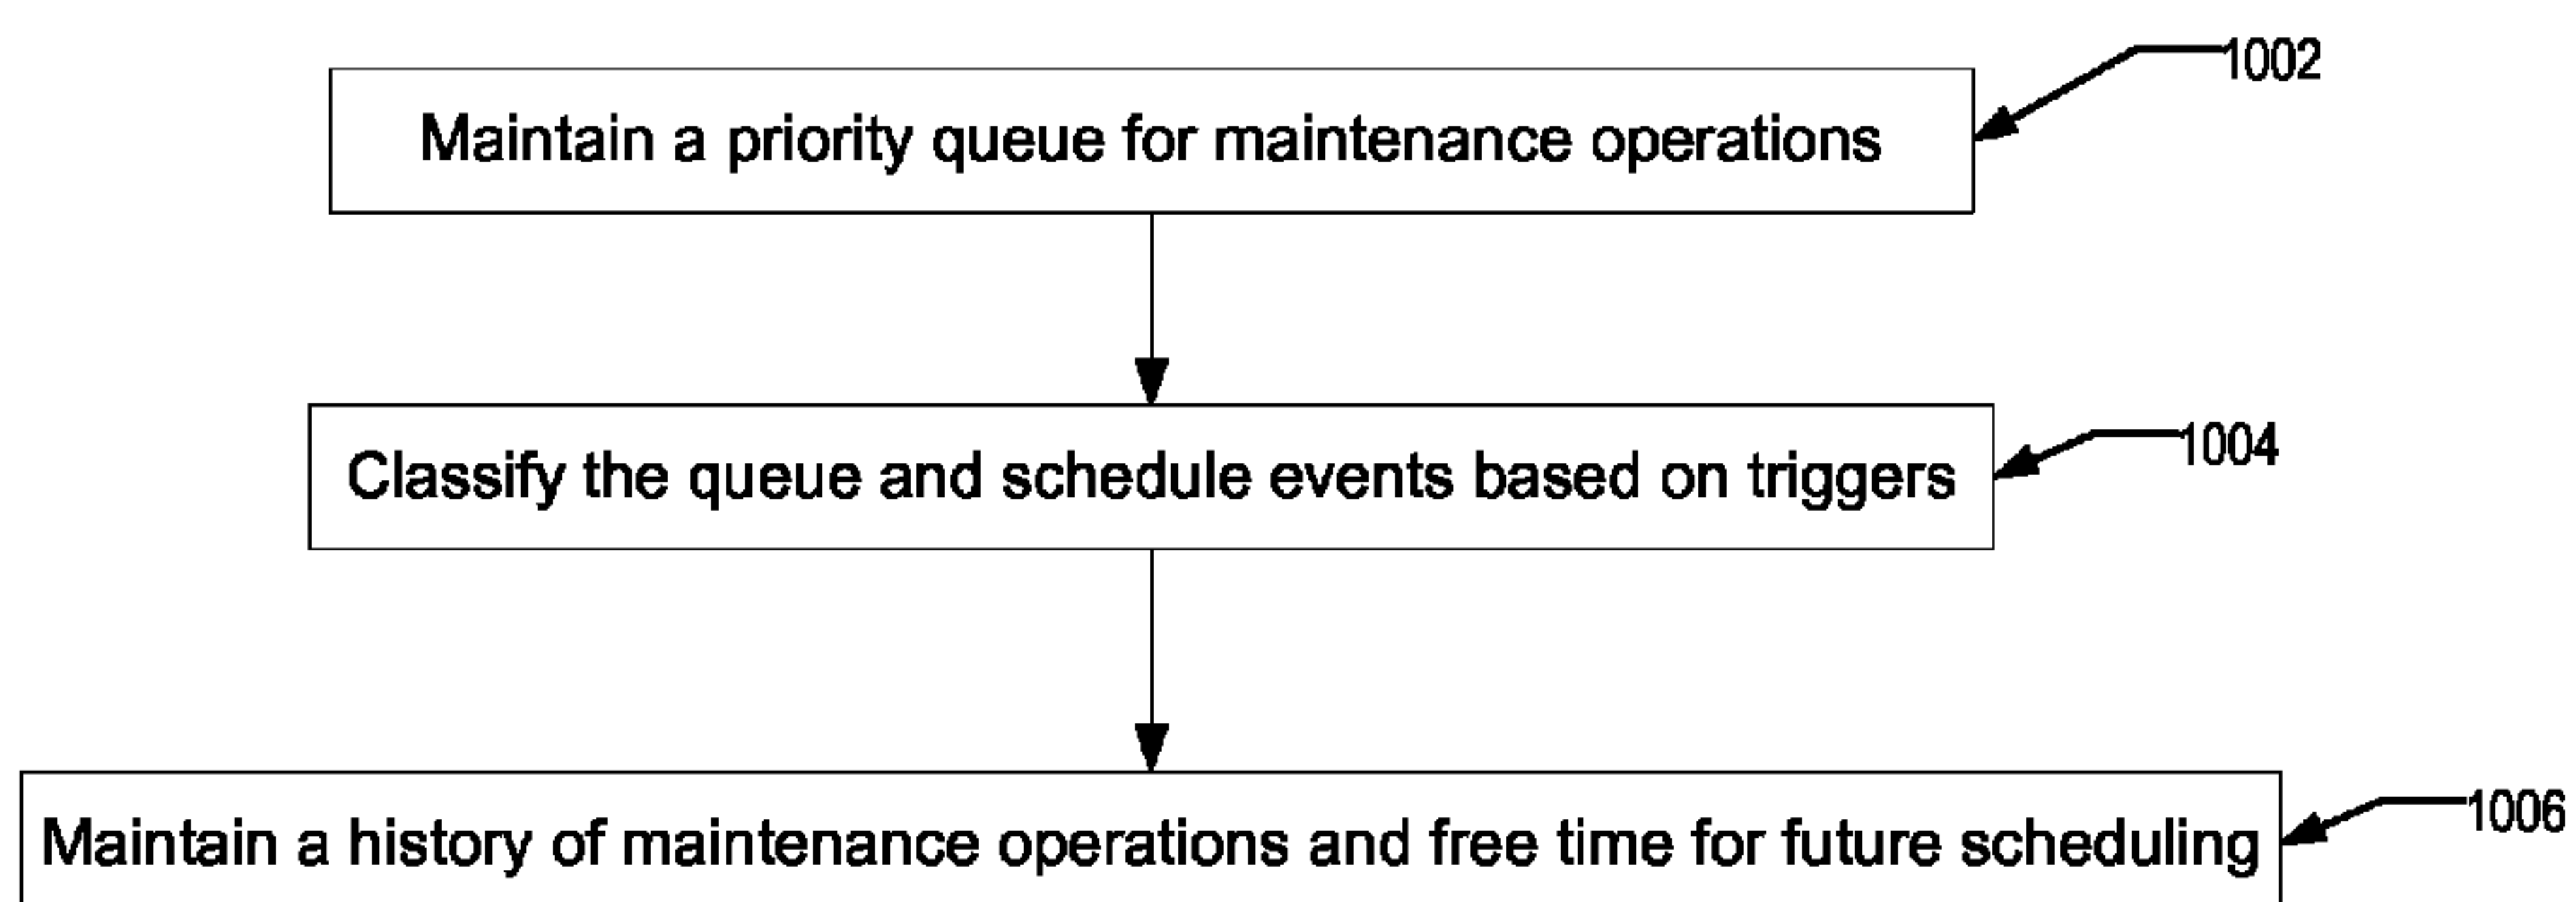 1002
Maintain a priority queue for maintenance operations
1004
Classify the queue and schedule events based on triggers
1006
Maintain a history of maintenance operations and free time for future scheduling